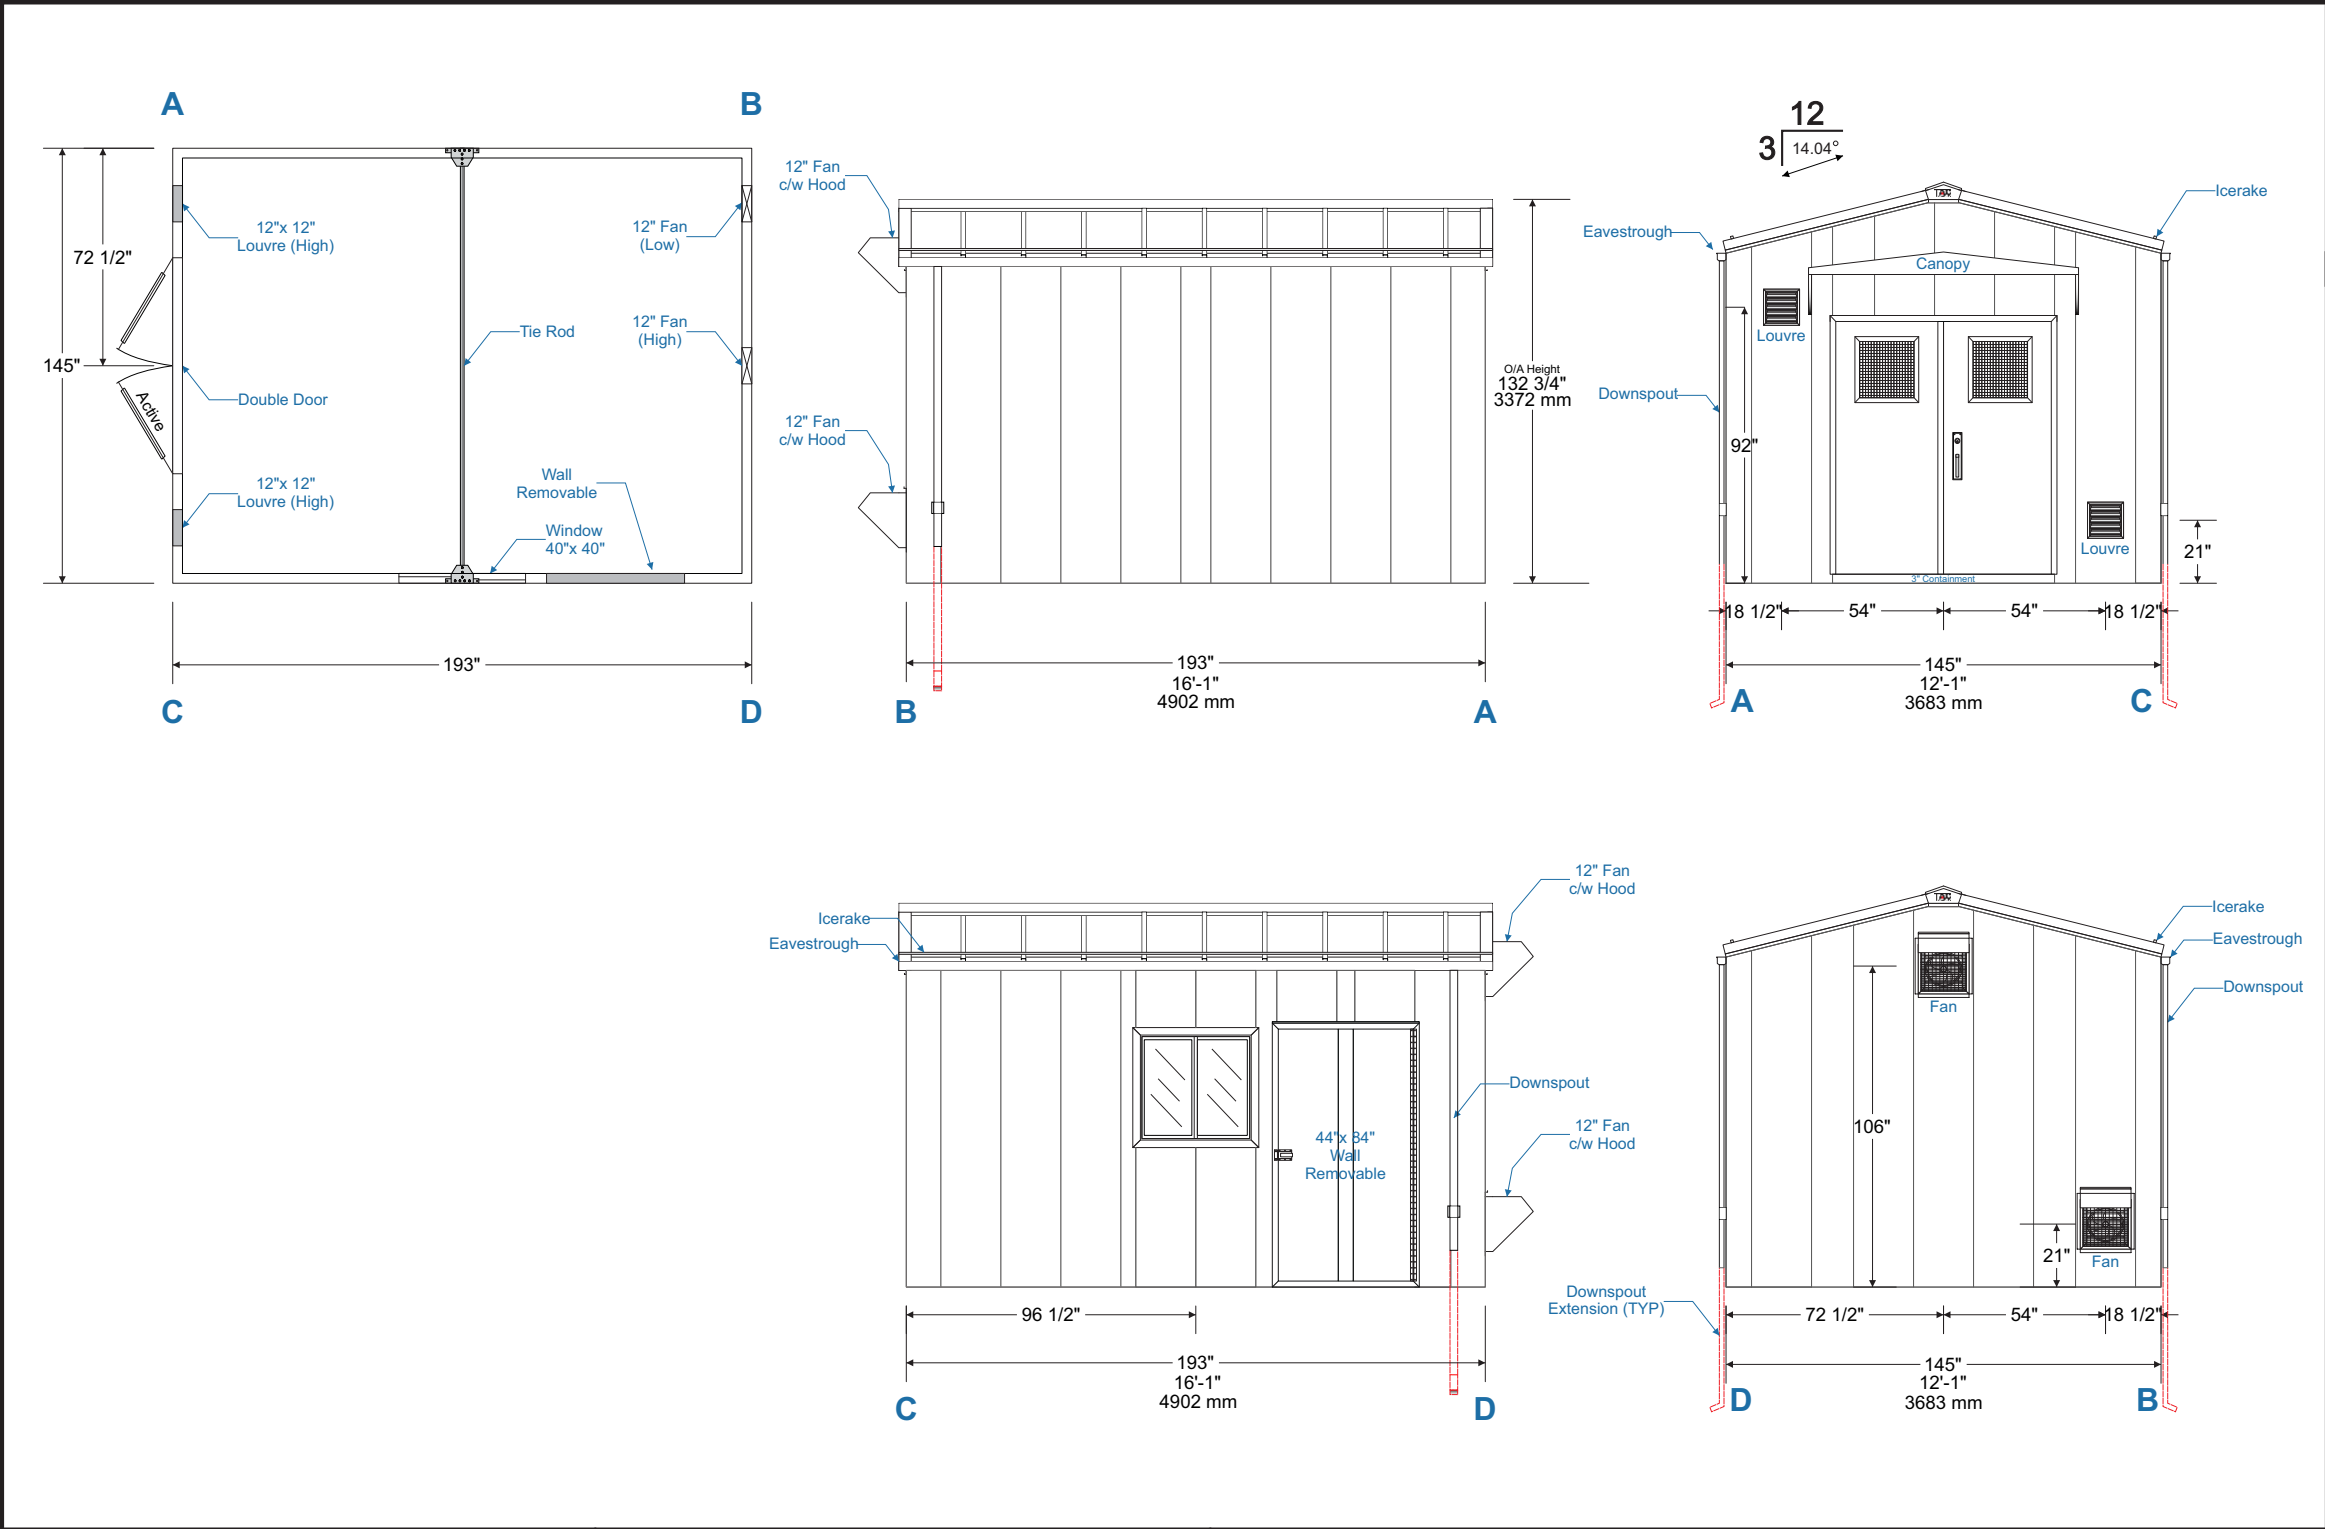 A
B
12"x 12"
Louvre (High)
12" Fan
(Low)
72 1/2"
12" Fan
(High)
Tie Rod
145"
Double Door
Active
12"x 12"
Louvre (High)
Wall
Removable
Window
40"x 40"
193"
C
D
12" Fan
c/w Hood
12" Fan
c/w Hood
O/A Height
132 3/4"
3372 mm
193"
16'-1"
4902 mm
B
A
12
3
14.04°
Icerake
Eavestrough
Canopy
Louvre
Downspout
92"
Louvre
21"
3" Containment
18 1/2"
54"
54"
18 1/2"
145"
12'-1"
3683 mm
A
C
12" Fan
c/w Hood
Icerake
Eavestrough
Downspout
12" Fan
c/w Hood
44"x 84"
Wall
Removable
96 1/2"
193"
16'-1"
4902 mm
C
D
Icerake
Eavestrough
Downspout
Fan
106"
21"
Fan
Downspout
Extension (TYP)
72 1/2"
54"
18 1/2"
145"
12'-1"
3683 mm
D
B